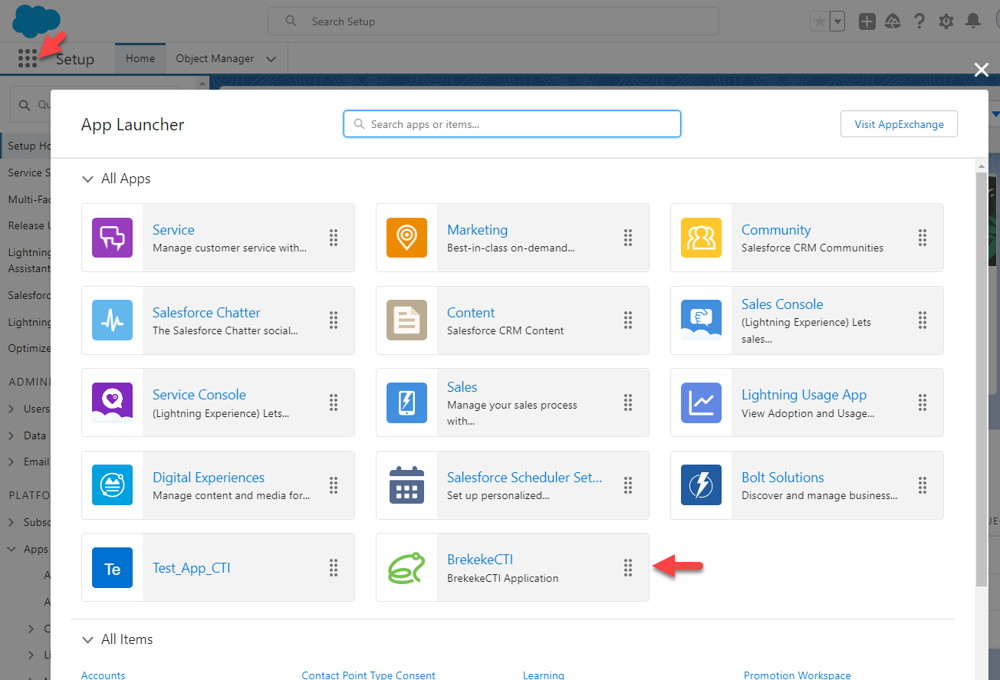 Search Setup
Setup
Home
Object Manager
Qu
App Launcher
Search apps or items...
Visit AppExchange
Setup Ho
Service S
Multi-Fac
Release U
Lightning
Assistant
Salesforc
Lightning
Optimize
ADMIN
Users
Data
Email
PLATFO
Subsc
Apps
All Apps
Service
Manage customer service with...
Marketing
Best-in-class on-demand...
Community
Salesforce CRM Communities
Salesforce Chatter
The Salesforce Chatter social...
Content
Salesforce CRM Content
Sales Console
(Lightning Experience) Lets
sales...
Service Console
(Lightning Experience) Lets...
Sales
Manage your sales process
with...
Lightning Usage App
View Adoption and Usage...
Digital Experiences
Manage content and media for...
Salesforce Scheduler Set...
Set up personalized...
Bolt Solutions
Discover and manage business...
Te
Test_App_CTI
BrekekeCTI
BrekekeCTI Application
All Items
Accounts
Contact Point Type Consent
Learning
Promotion Workspace